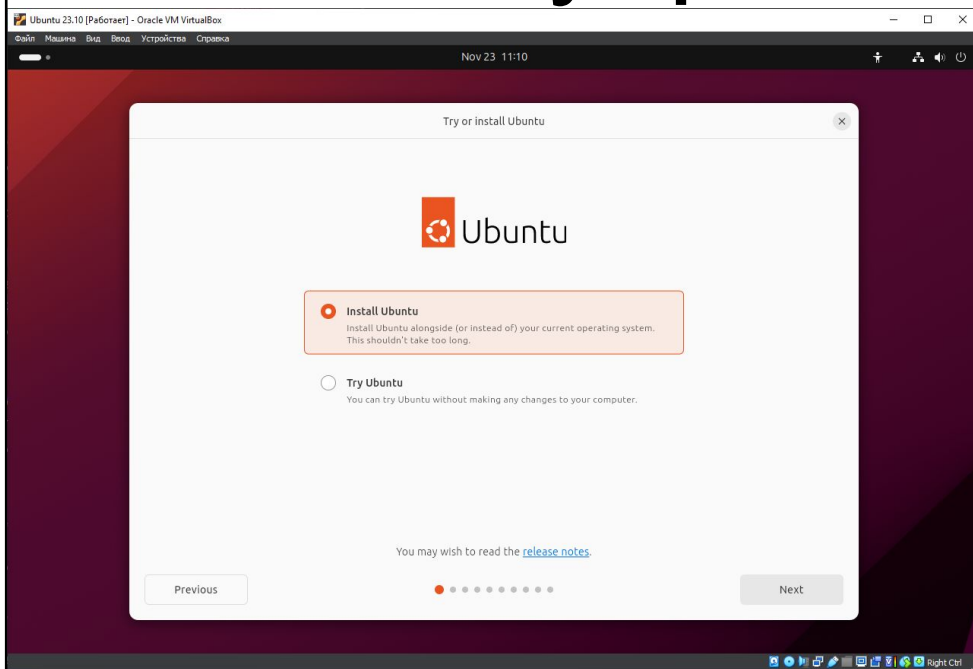 Ubuntu 23.10 [Работает] - Oracle VM VirtualBox
Файл Машина Вид Ввод Устройства Справка
Nov 23 11:10
Try or install Ubuntu
Ubuntu
Install Ubuntu
Install Ubuntu alongside (or instead of) your current operating system.
This shouldn't take too long.
Try Ubuntu
You can try Ubuntu without making any changes to your computer.
You may wish to read the release notes.
Previous
Next
Right Ctrl